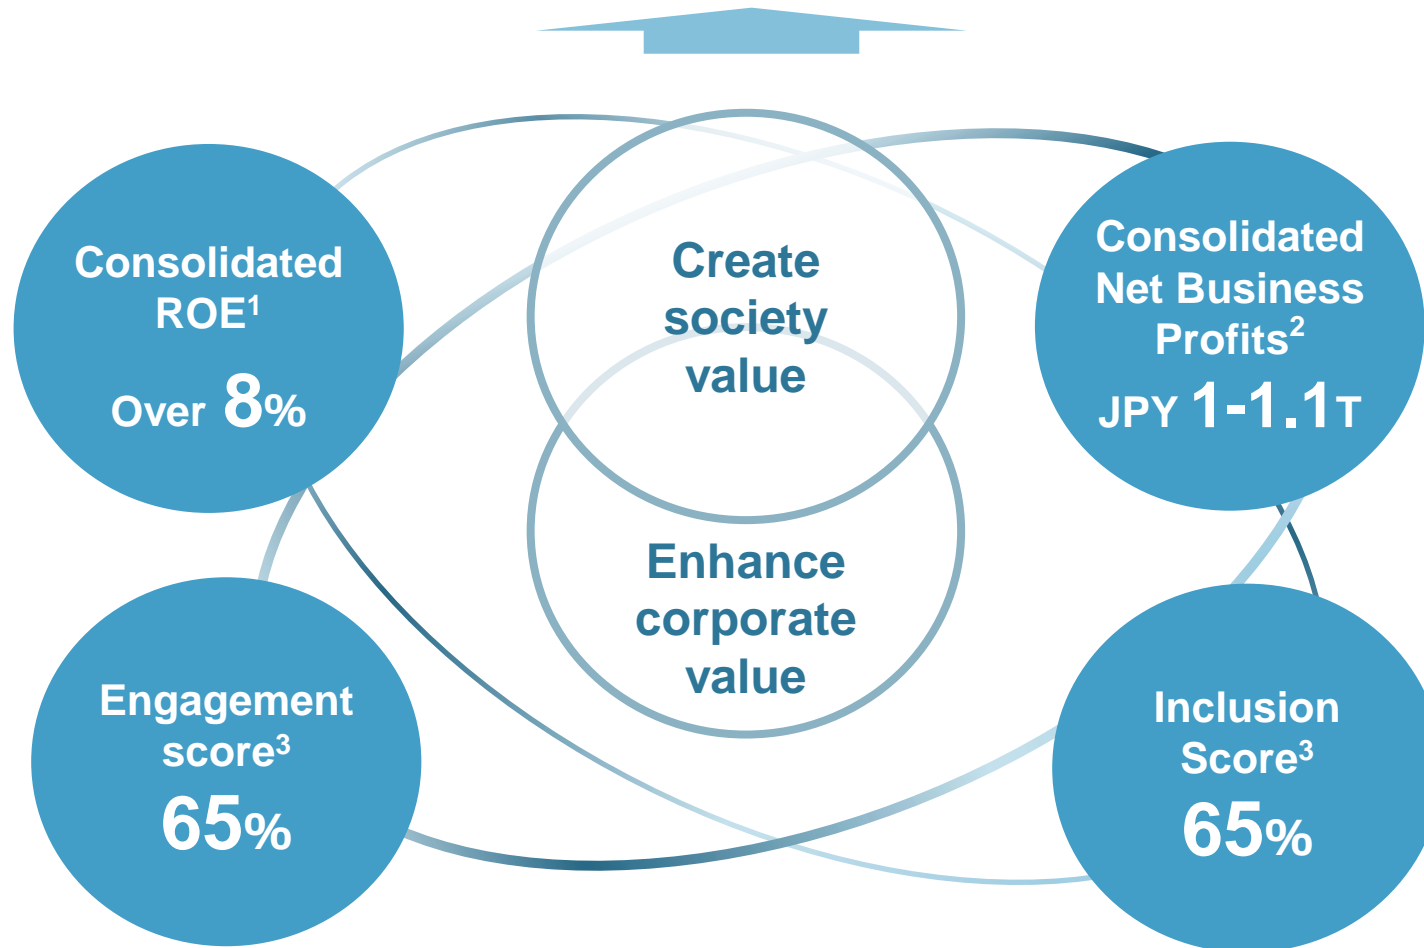 Consolidated
ROE1
Over 8%
Create
society
value
Consolidated
Net Business
Profits2
JPY 1-1.1T
Enhance
corporate
value
Engagement
score3
65%
Inclusion
Score3
65%